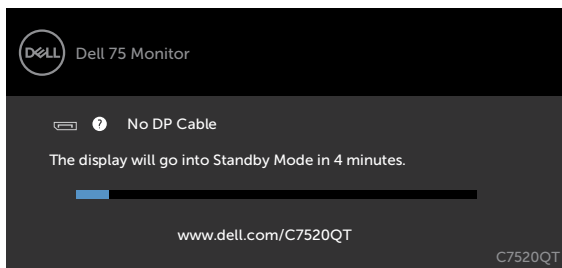 DELL
Dell 75 Monitor
? No DP Cable
The display will go into Standby Mode in 4 minutes.
www.dell.com/C7520QT
C7520QT